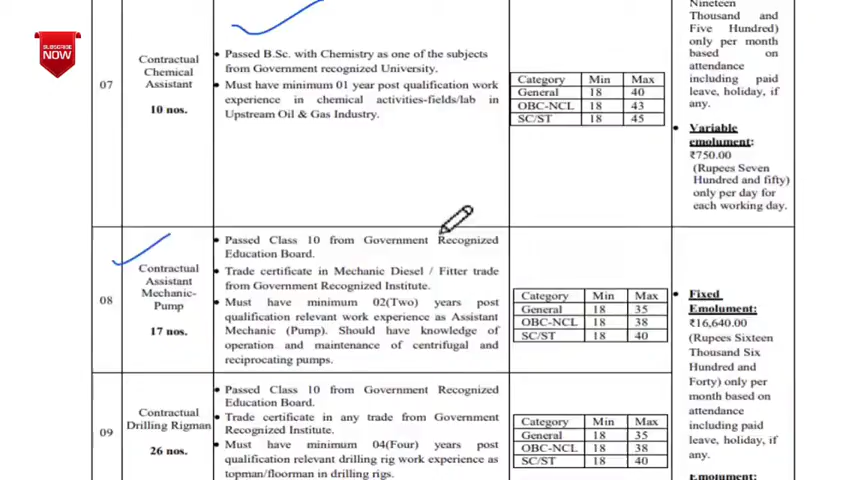 SUBSCRIBE
NOW
07
Contractual
Chemical
Assistant
10 nos.
Passed B.Sc. with Chemistry as one of the subjects
from Government recognized University.
Must have minimum 01 year post qualification work
experience in chemical activities-fields/lab in
Upstream Oil & Gas Industry.
Category Min Max
General 18 40
OBC-NCL 18 43
SC/ST 18 45
Nineteen
Thousand and
Five Hundred)
only per month
based on
attendance
including paid
leave, holiday, if
any.
Variable
emolument:
₹750.00
(Rupees Seven
Hundred and fifty)
only per day for
each working day.
08
Contractual
Assistant
Mechanic-
Pump
17 nos.
Passed Class 10 from Government Recognized
Education Board.
Trade certificate in Mechanic Diesel / Fitter trade
from Government Recognized Institute.
Must have minimum 02(Two) years post
qualification relevant work experience as Assistant
Mechanic (Pump). Should have knowledge of
operation and maintenance of centrifugal and
reciprocating pumps.
Category Min Max
General 18 35
OBC-NCL 18 38
SC/ST 18 40
Fixed
Emolument:
₹16,640.00
(Rupees Sixteen
Thousand Six
Hundred and
Forty) only per
month based on
attendance
including paid
leave, holiday, if
any.
Emolument:
09
Contractual
Drilling Rigman
26 nos.
Passed Class 10 from Government Recognized
Education Board.
Trade certificate in any trade from Government
Recognized Institute.
Must have minimum 04(Four) years post
qualification relevant drilling rig work experience as
topman/floorman in drilling rigs.
Category Min Max
General 18 35
OBC-NCL 18 38
SC/ST 18 40